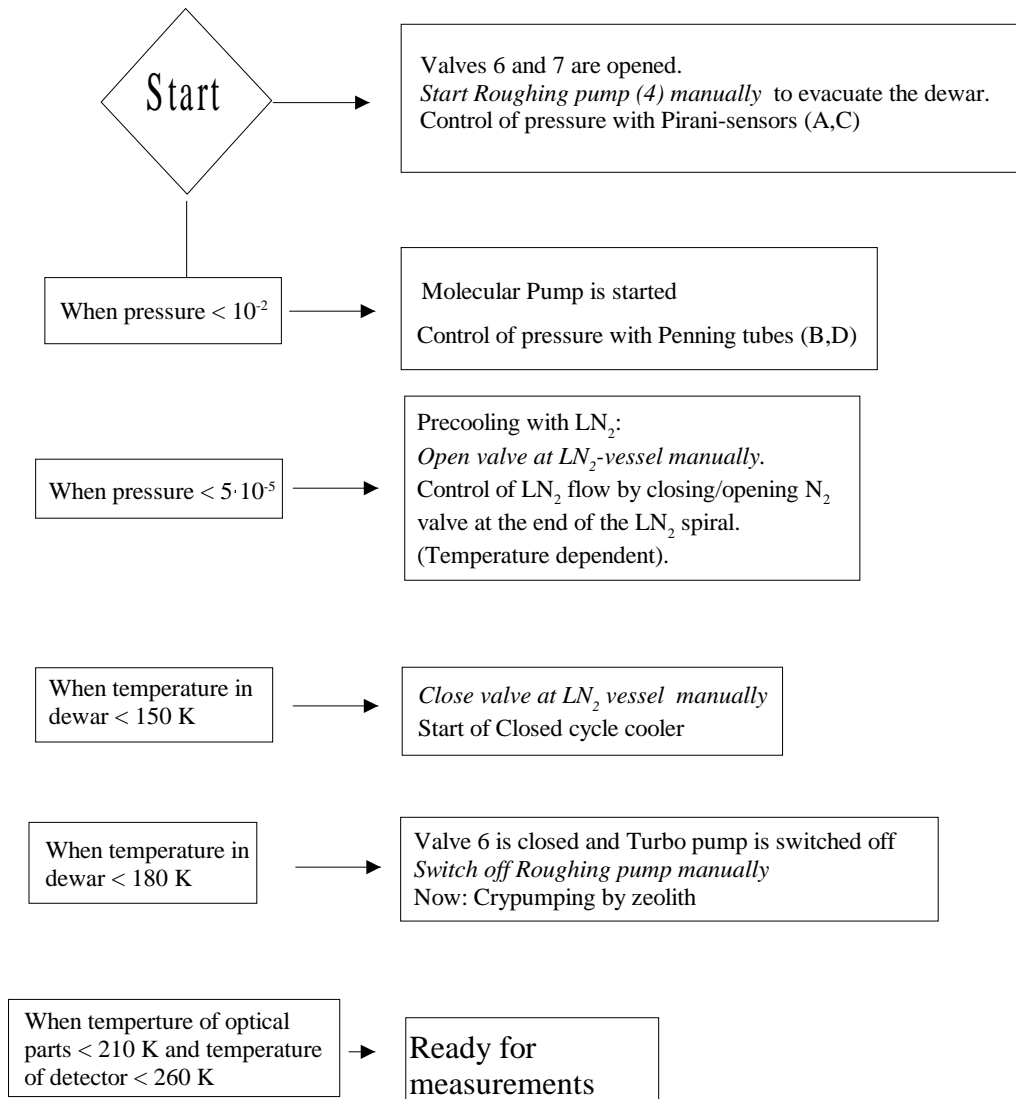 Start
Valves 6 and 7 are opened.
Start Roughing pump (4) manually to evacuate the dewar.
Control of pressure with Pirani-sensors (A,C)
When pressure < 10⁻²
Molecular Pump is started
Control of pressure with Penning tubes (B,D)
When pressure < 5·10⁻⁵
Precooling with LN₂:
Open valve at LN₂-vessel manually.
Control of LN₂ flow by closing/opening N₂
valve at the end of the LN₂ spiral.
(Temperature dependent).
When temperature in
dewar < 150 K
Close valve at LN₂ vessel manually
Start of Closed cycle cooler
When temperature in
dewar < 180 K
Valve 6 is closed and Turbo pump is switched off
Switch off Roughing pump manually
Now: Crypumping by zeolith
When temperture of optical
parts < 210 K and temperature
of detector < 260 K
Ready for
measurements